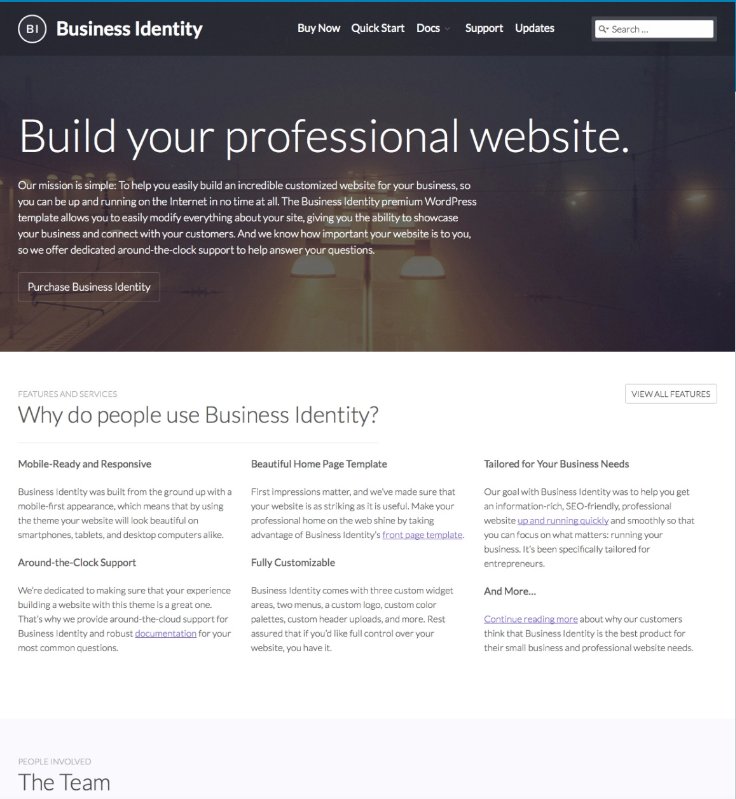 BI Business Identity Buy Now Quick Start Docs Support Updates Search ...
Build your professional website.
Our mission is simple: To help you easily build an incredible customized website for your business, so
you can be up and running on the Internet in no time at all. The Business Identity premium WordPress
template allows you to easily modify everything about your site, giving you the ability to showcase
your business and connect with your customers. And we know how important your website is to you,
so we offer dedicated around-the-clock support to help answer your questions.
Purchase Business Identity
FEATURES AND SERVICES
VIEW ALL FEATURES
Why do people use Business Identity?
Mobile-Ready and Responsive
Business Identity was built from the ground up with a
mobile-first appearance, which means that by using
the theme your website will look beautiful on
smartphones, tablets, and desktop computers alike.
Around-the-Clock Support
We're dedicated to making sure that your experience
building a website with this theme is a great one.
That's why we provide around-the-cloud support for
Business Identity and robust documentation for your
most common questions.
Beautiful Home Page Template
First impressions matter, and we've made sure that
your website is as striking as it is useful. Make your
professional home on the web shine by taking
advantage of Business Identity's front page template.
Fully Customizable
Business Identity comes with three custom widget
areas, two menus, a custom logo, custom color
palettes, custom header uploads, and more. Rest
assured that if you'd like full control over your
website, you have it.
Tailored for Your Business Needs
Our goal with Business Identity was to help you get
an information-rich, SEO-friendly, professional
website up and running quickly and smoothly so that
you can focus on what matters: running your
business. It's been specifically tailored for
entrepreneurs.
And More...
Continue reading more about why our customers
think that Business Identity is the best product for
their small business and professional website needs.
PEOPLE INVOLVED
The Team